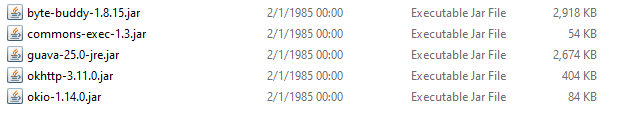 byte-buddy-1.8.15.jar 2/1/1985 00:00 Executable Jar File 2,918 KB
commons-exec-1.3.jar 2/1/1985 00:00 Executable Jar File 54 KB
guava-25.0-jre.jar 2/1/1985 00:00 Executable Jar File 2,674 KB
okhttp-3.11.0.jar 2/1/1985 00:00 Executable Jar File 404 KB
okio-1.14.0.jar 2/1/1985 00:00 Executable Jar File 84 KB